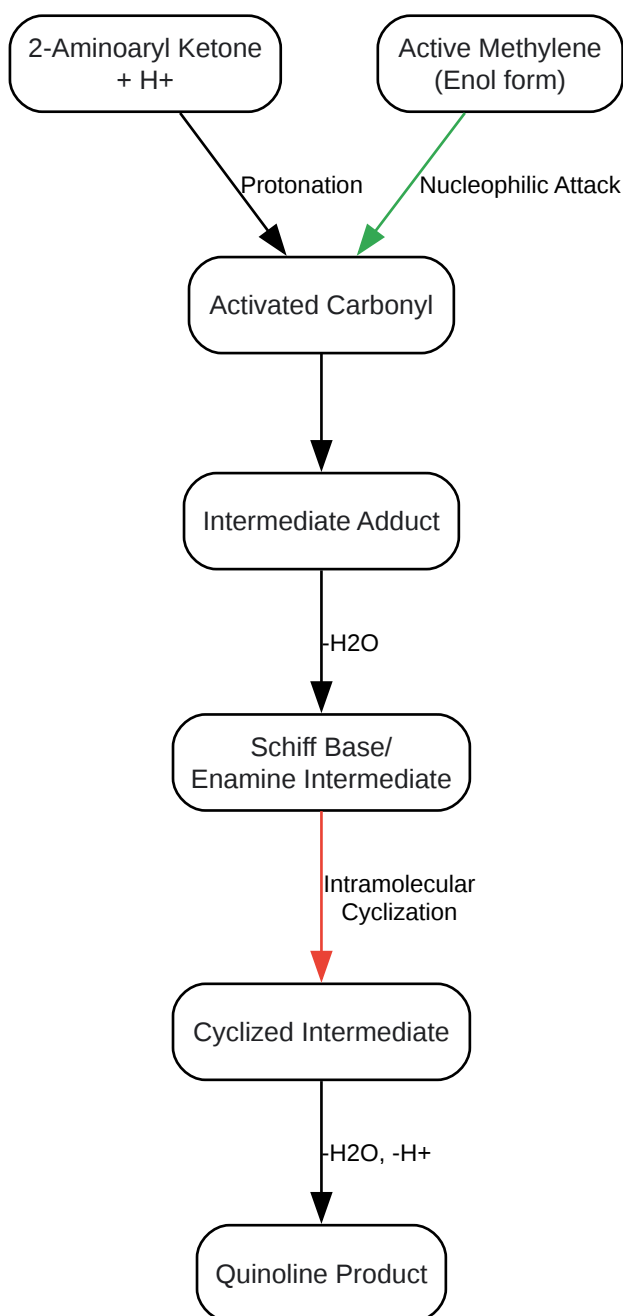 2-Aminoaryl Ketone
+ H+
Active Methylene
(Enol form)
Protonation
Nucleophilic Attack
Activated Carbonyl
Intermediate Adduct
-H2O
Schiff Base/
Enamine Intermediate
Intramolecular
Cyclization
Cyclized Intermediate
-H2O, -H+
Quinoline Product